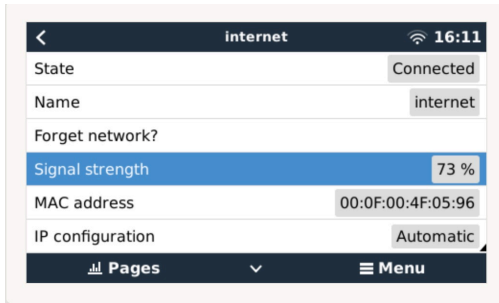 internet 16:11
State Connected
Name internet
Forget network?
Signal strength 73 %
MAC address 00:0F:00:4F:05:96
IP configuration Automatic
Pages Menu